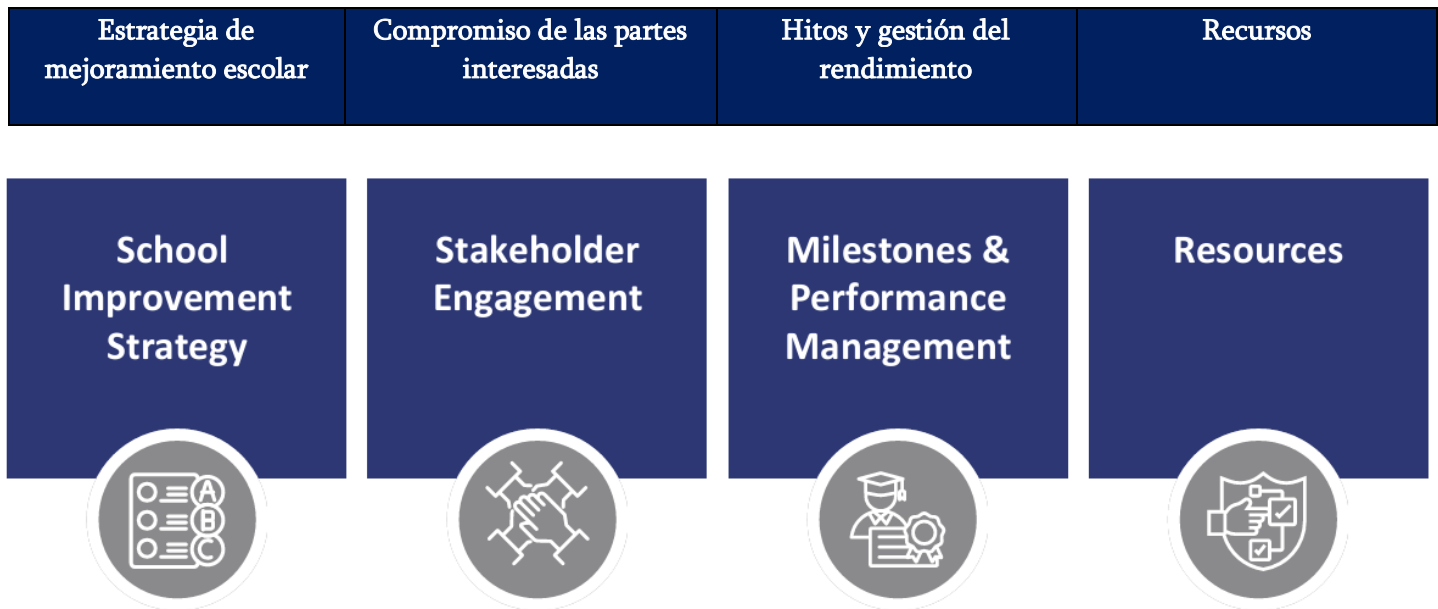 Estrategia de
mejoramiento escolar
Compromiso de las partes
interesadas
Hitos y gestión del
rendimiento
Recursos
School
Improvement
Strategy
Stakeholder
Engagement
Milestones &
Performance
Management
Resources
A
B
C